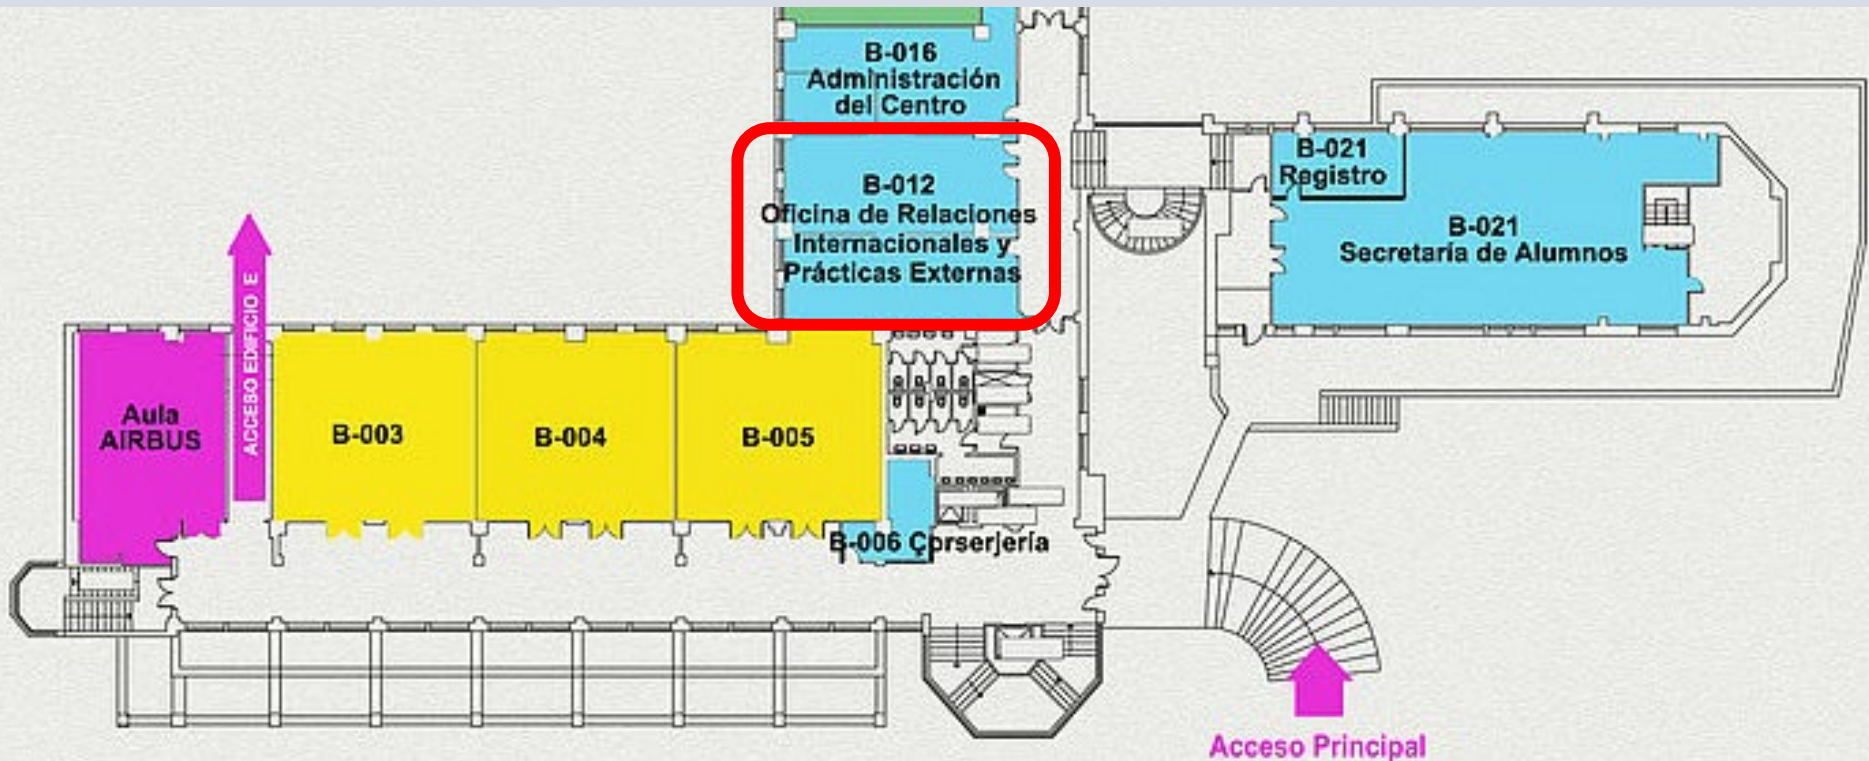 B-016
Administración
del Centro
B-012
Oficina de Relaciones
Internacionales y
Prácticas Externas
B-021
Registro
B-021
Secretaría de Alumnos
ACCESO EDIFICIO E
Aula
AIRBUS
B-003
B-004
B-005
B-006 Çorserjería
Acceso Principal